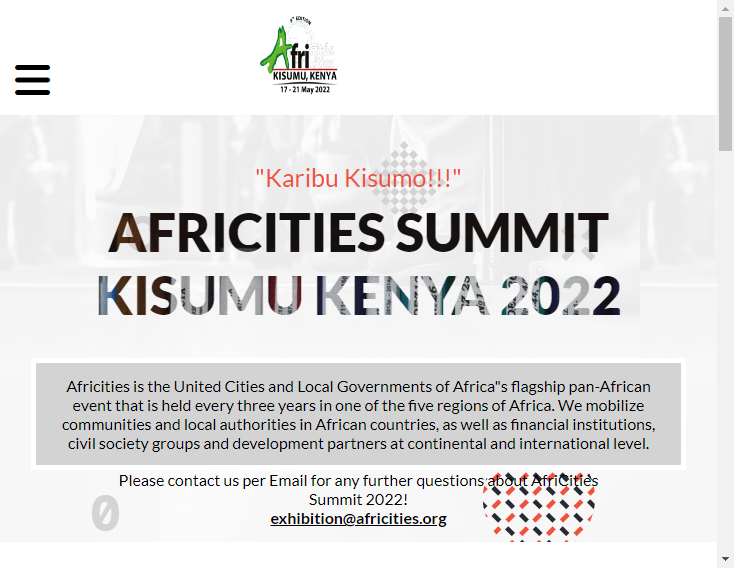 9th EDITION
Afri
KISUMU, KENYA
17 - 21 May 2022
"Karibu Kisumo!!!"
AFRICITIES SUMMIT
KISUMU KENYA 2022
Africities is the United Cities and Local Governments of Africa"s flagship pan-African
event that is held every three years in one of the five regions of Africa. We mobilize
communities and local authorities in African countries, as well as financial institutions,
civil society groups and development partners at continental and international level.
Please contact us per Email for any further questions about AfriCities
Summit 2022!
exhibition@africities.org
0